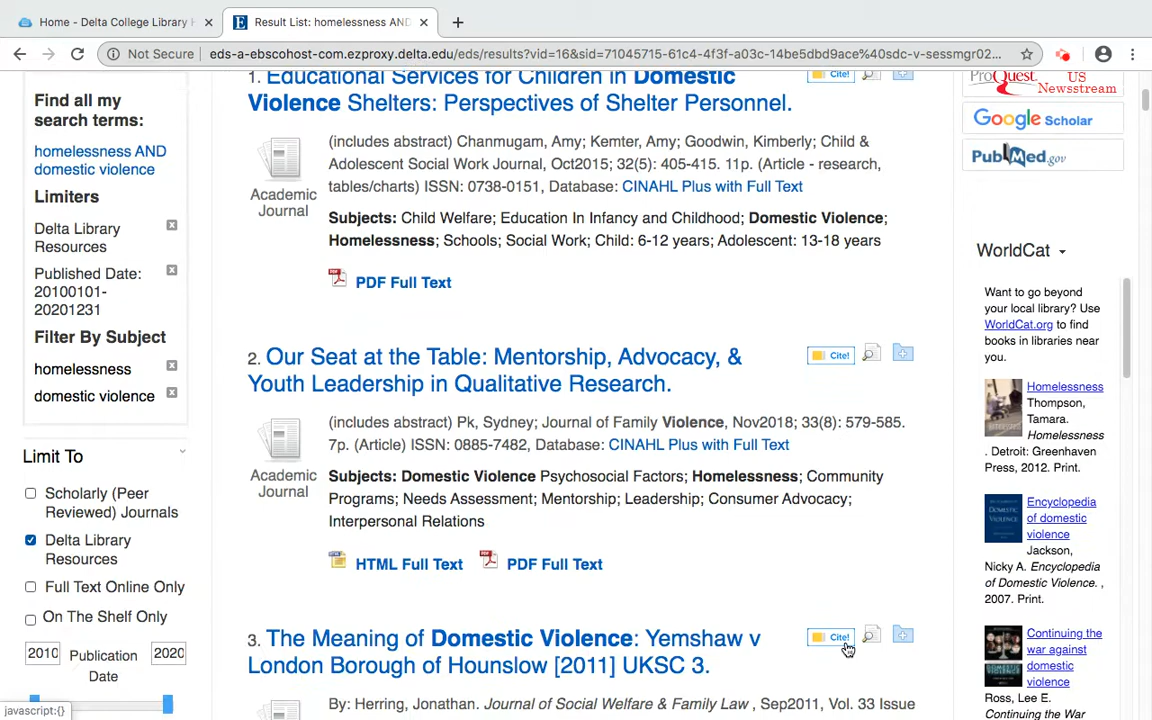 Home - Delta College Library H
Result List: homelessness AND
Not Secure
eds-a-ebscohost-com.ezproxy.delta.edu/eds/results?vid=16&sid=71045715-61c4-4f3f-a03c-14be5dbd9ace%40sdc-v-sessmgr02...
Find all my
search terms:
homelessness AND
domestic violence
Limiters
Delta Library
Resources
Published Date:
20100101-
20201231
Filter By Subject
homelessness
domestic violence
Limit To
Scholarly (Peer
Reviewed) Journals
Delta Library
Resources
Full Text Online Only
On The Shelf Only
2010
Publication
Date
2020
javascript:{}
1. Educational Services for Children in Domestic
Violence Shelters: Perspectives of Shelter Personnel.
Cite!
(includes abstract) Chanmugam, Amy; Kemter, Amy; Goodwin, Kimberly; Child &
Adolescent Social Work Journal, Oct2015; 32(5): 405-415. 11p. (Article - research,
tables/charts) ISSN: 0738-0151, Database: CINAHL Plus with Full Text
Academic
Journal
Subjects: Child Welfare; Education In Infancy and Childhood; Domestic Violence;
Homelessness; Schools; Social Work; Child: 6-12 years; Adolescent: 13-18 years
PDF Full Text
2. Our Seat at the Table: Mentorship, Advocacy, &
Youth Leadership in Qualitative Research.
Cite!
(includes abstract) Pk, Sydney; Journal of Family Violence, Nov2018; 33(8): 579-585.
7p. (Article) ISSN: 0885-7482, Database: CINAHL Plus with Full Text
Academic
Journal
Subjects: Domestic Violence Psychosocial Factors; Homelessness; Community
Programs; Needs Assessment; Mentorship; Leadership; Consumer Advocacy;
Interpersonal Relations
HTML Full Text
PDF Full Text
3. The Meaning of Domestic Violence: Yemshaw v
London Borough of Hounslow [2011] UKSC 3.
Cite!
By: Herring, Jonathan. Journal of Social Welfare & Family Law , Sep2011, Vol. 33 Issue
ProQuest US
Newsstream
Google Scholar
PubMed.gov
WorldCat
Want to go beyond
your local library? Use
WorldCat.org to find
books in libraries near
you.
Homelessness
Thompson,
Tamara.
Homelessness
. Detroit: Greenhaven
Press, 2012. Print.
Encyclopedia
of domestic
violence
Jackson,
Nicky A. Encyclopedia
of Domestic Violence. ,
2007. Print.
Continuing the
war against
domestic
violence
Ross, Lee E.
Continuing the War